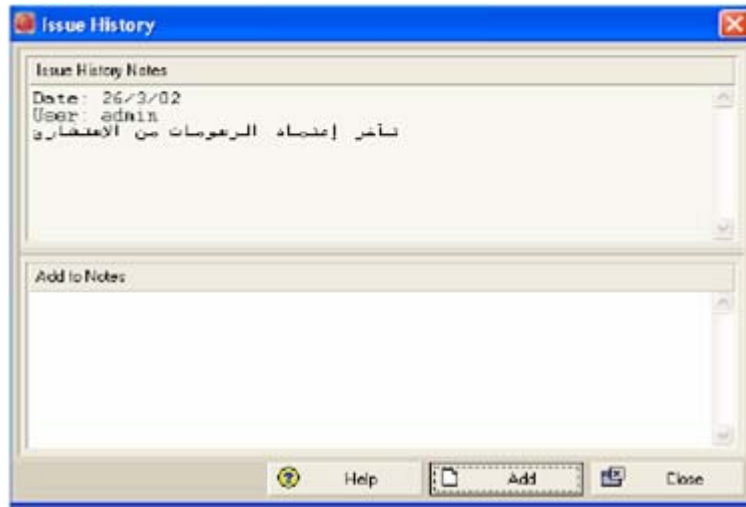 Issue History
Issue History Notes
Date: 26/3/02
User: admin
تأخر إعتماد الرسومات من الاستشاري
Add to Notes
Help
Add
Close